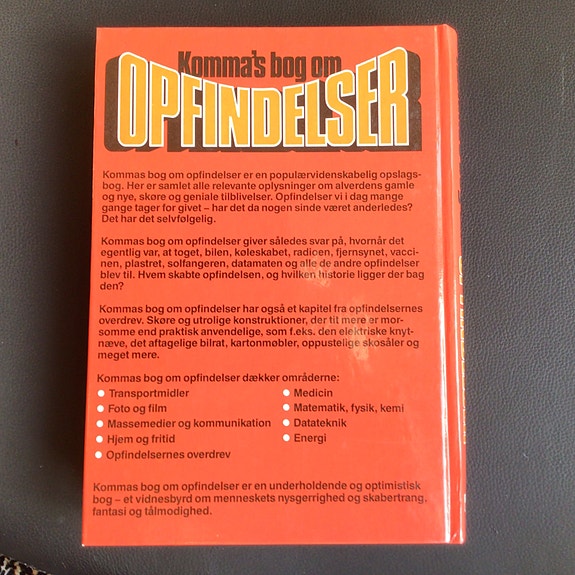 Komma's bog om
OPFINDELSER
Kommas bog om opfindelser er en populærvidenskabelig opslags-
bog. Her er samlet alle relevante oplysninger om alverdens gamle
og nye, skøre og geniale tilblivelser. Opfindelser vi i dag mange
gange tager for givet – har det da nogen sinde været anderledes?
Det har det selvfølgelig.
Kommas bog om opfindelser giver således svar på, hvornår det
egentlig var, at toget, bilen, køleskabet, radioen, fjernsynet, vacci-
nen, plastret, solfangeren, datamaten og alle de andre opfindelser
blev til. Hvem skabte opfindelsen, og hvilken historie ligger der bag
den?
Kommas bog om opfindelser har også et kapitel fra opfindelsernes
overdrev. Skøre og utrolige konstruktioner, der tit mere er mor-
somme end praktisk anvendelige, som f.eks. den elektriske knyt-
næve, det aftagelige bilrat, kartonmøbler, oppustelige skosåler og
meget mere.
Kommas bog om opfindelser dækker områderne:
● Transportmidler
● Foto og film
● Massemedier og kommunikation
● Hjem og fritid
● Opfindelsernes overdrev
● Medicin
● Matematik, fysik, kemi
● Datateknik
● Energi
Kommas bog om opfindelser er en underholdende og optimistisk
bog – et vidnesbyrd om menneskets nysgerrighed og skabertrang,
fantasi og tålmodighed.